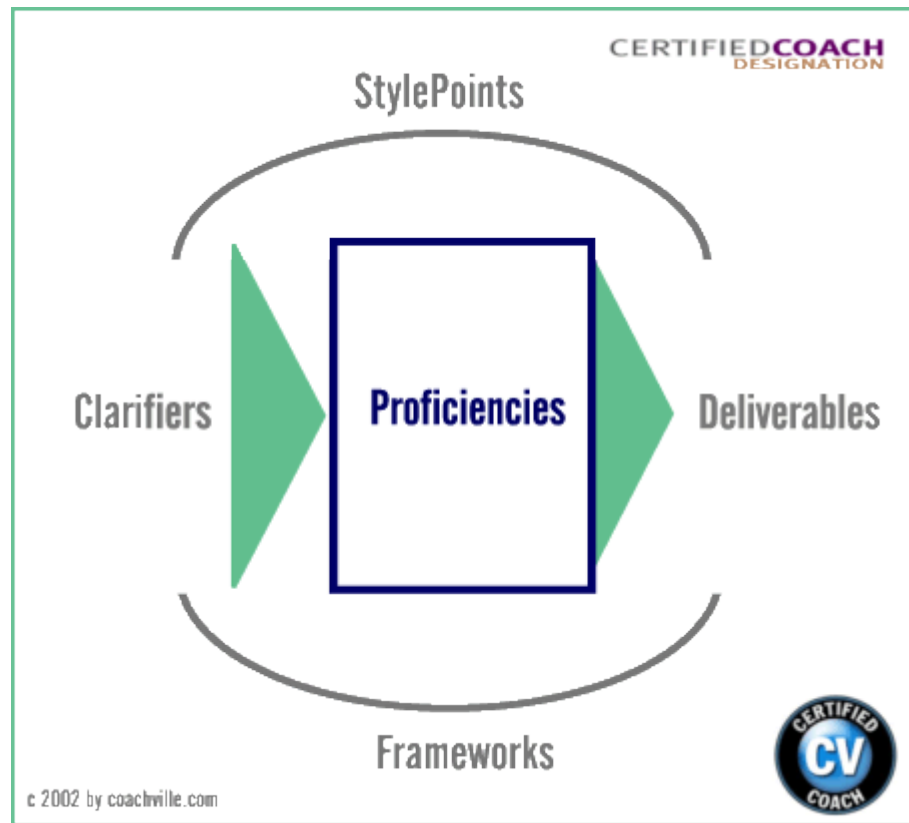 CERTIFIEDCOACH
DESIGNATION
StylePoints
Clarifiers
Proficiencies
Deliverables
Frameworks
CERTIFIED
CV
COACH
c 2002 by coachville.com